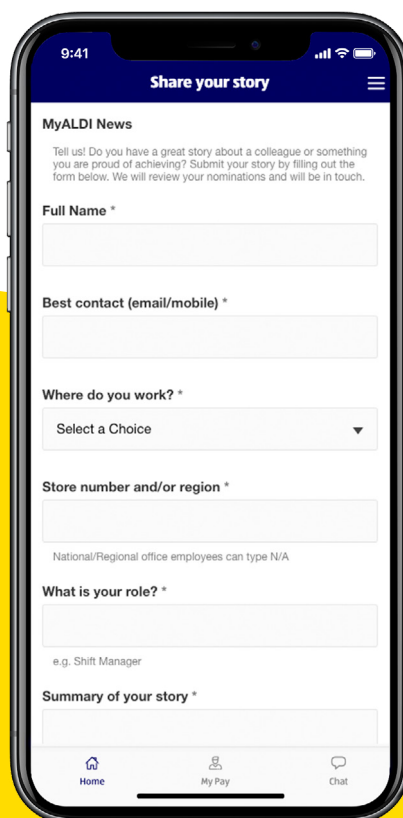 9:41
Share your story
MyALDI News
Tell us! Do you have a great story about a colleague or something
you are proud of achieving? Submit your story by filling out the
form below. We will review your nominations and will be in touch.
Full Name *
Best contact (email/mobile) *
Where do you work? *
Select a Choice
Store number and/or region *
National/Regional office employees can type N/A
What is your role? *
e.g. Shift Manager
Summary of your story *
Home
My Pay
Chat